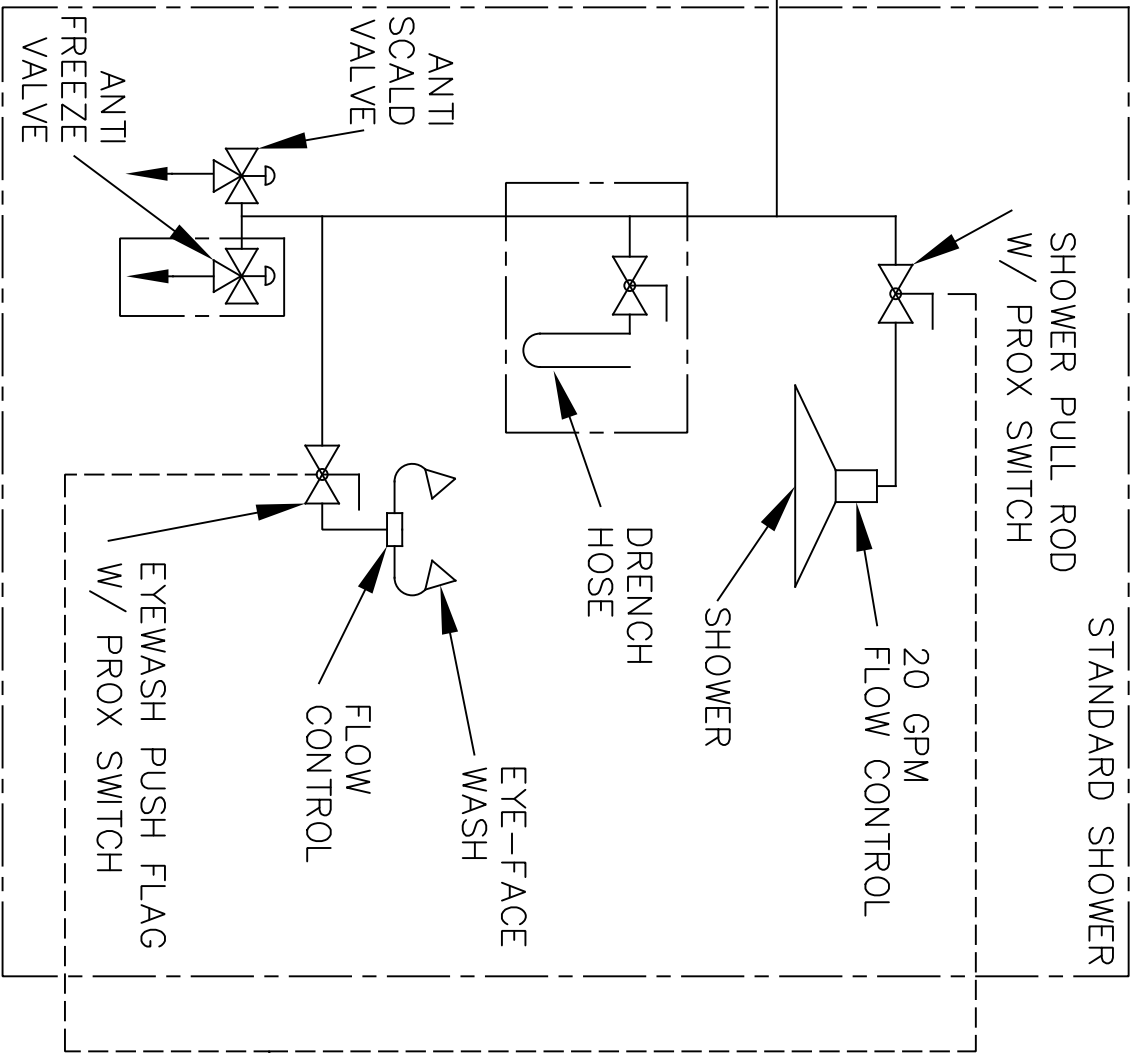 STANDARD SHOWER
SHOWER PULL ROD
W/ PROX SWITCH
20 GPM
FLOW CONTROL
SHOWER
DRENCH
HOSE
EYE-FACE
WASH
FLOW
CONTROL
EYEWASH PUSH FLAG
W/ PROX SWITCH
ANTI
SCALD
VALVE
ANTI
FREEZE
VALVE